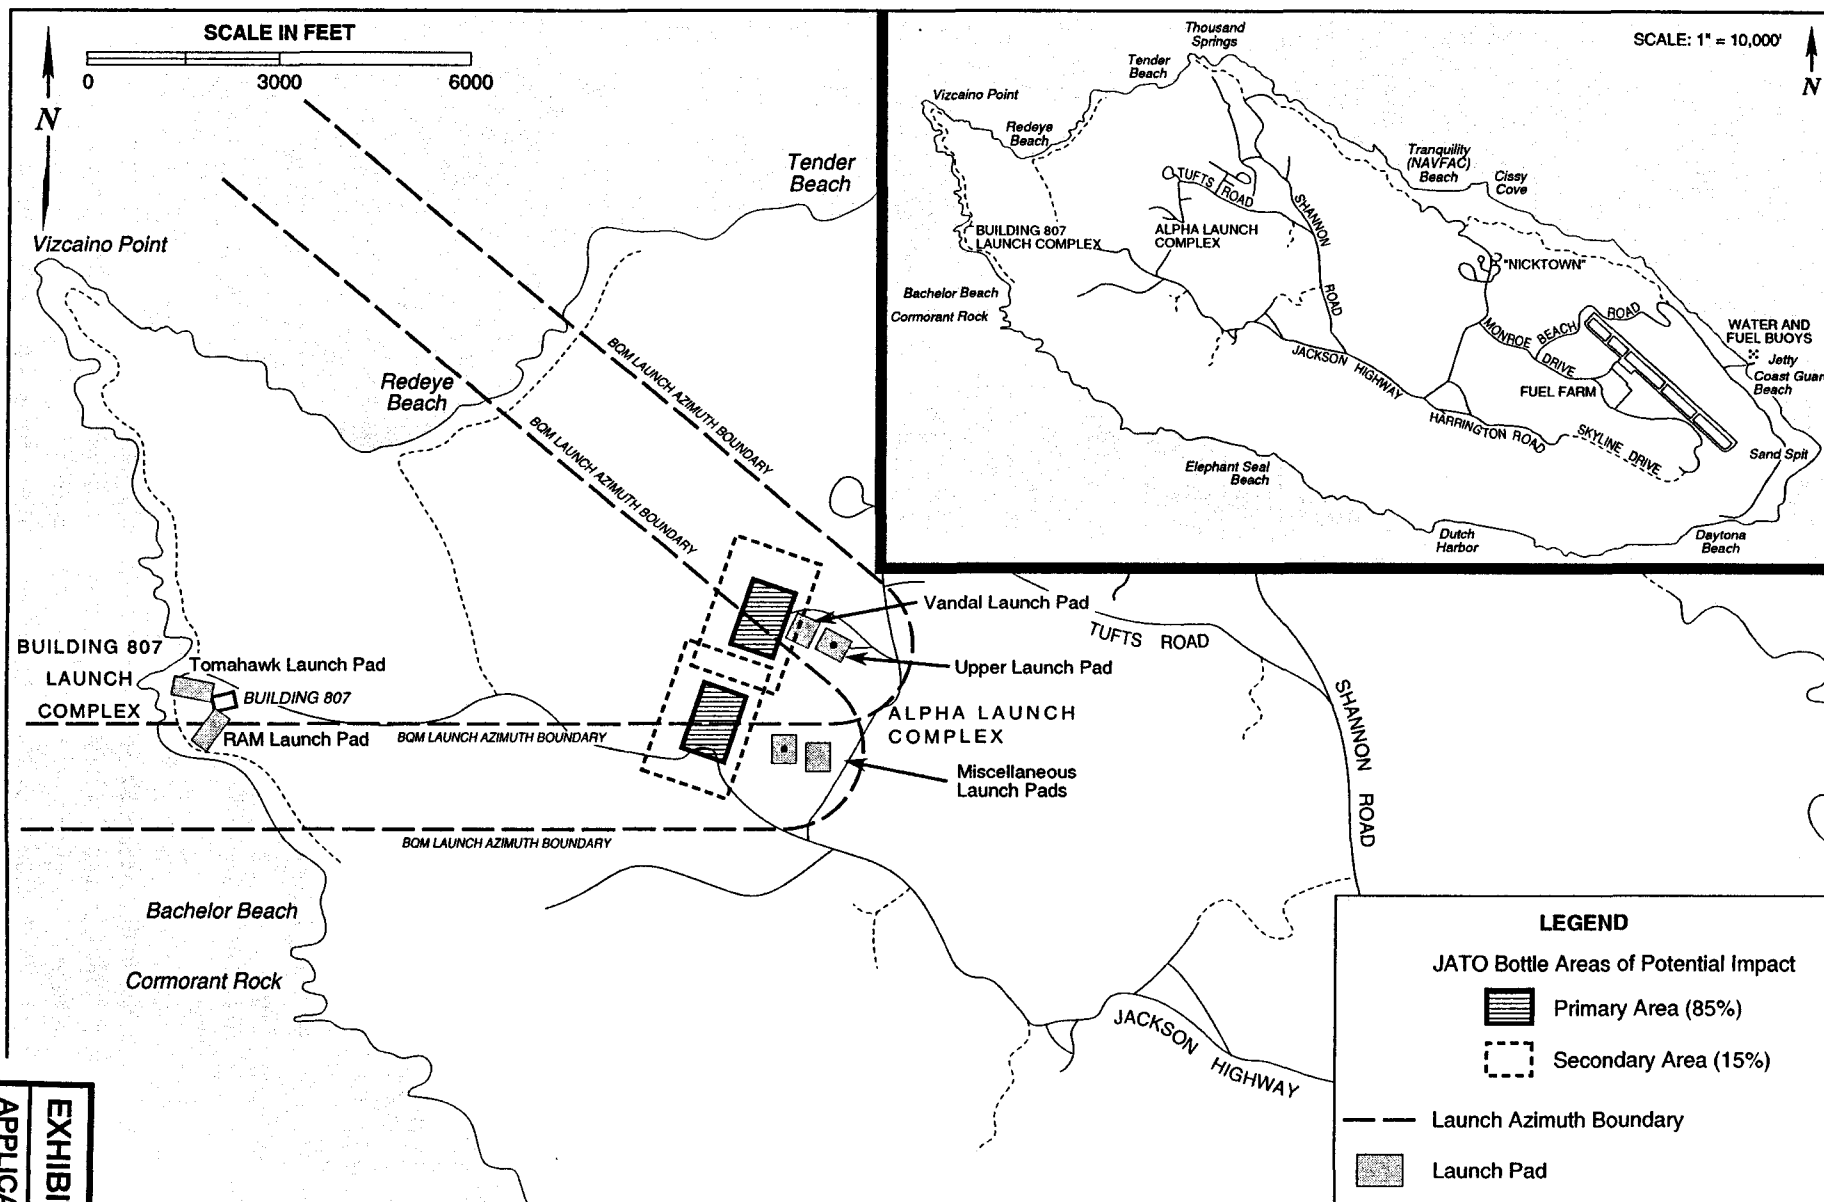 SCALE IN FEET
0 3000 6000
N
Vizcaino Point
Tender
Beach
Redeye
Beach
BQM LAUNCH AZIMUTH BOUNDARY
BQM LAUNCH AZIMUTH BOUNDARY
BUILDING 807
LAUNCH
COMPLEX
Tomahawk Launch Pad
BUILDING 807
RAM Launch Pad
BQM LAUNCH AZIMUTH BOUNDARY
BQM LAUNCH AZIMUTH BOUNDARY
Vandal Launch Pad
Upper Launch Pad
ALPHA LAUNCH
COMPLEX
Miscellaneous
Launch Pads
TUFTS ROAD
SHANNON ROAD
JACKSON HIGHWAY
Bachelor Beach
Cormorant Rock
SCALE: 1" = 10,000'
N
Thousand
Springs
Tender
Beach
Vizcaino Point
Redeye
Beach
Tranquility
(NAVFAC)
Beach
Cissy
Cove
TUFTS ROAD
SHANNON ROAD
BUILDING 807
LAUNCH COMPLEX
ALPHA LAUNCH
COMPLEX
"NICKTOWN"
Bachelor Beach
Cormorant Rock
MONROE DRIVE
BEACH ROAD
WATER AND
FUEL BUOYS
Jetty
Coast Guar
Beach
JACKSON HIGHWAY
FUEL FARM
HARRINGTON ROAD
SKYLINE DRIVE
Sand Spit
Elephant Seal
Beach
Dutch
Harbor
Daytona
Beach
LEGEND
JATO Bottle Areas of Potential Impact
Primary Area (85%)
Secondary Area (15%)
Launch Azimuth Boundary
Launch Pad
EXHIBI
APPLICA